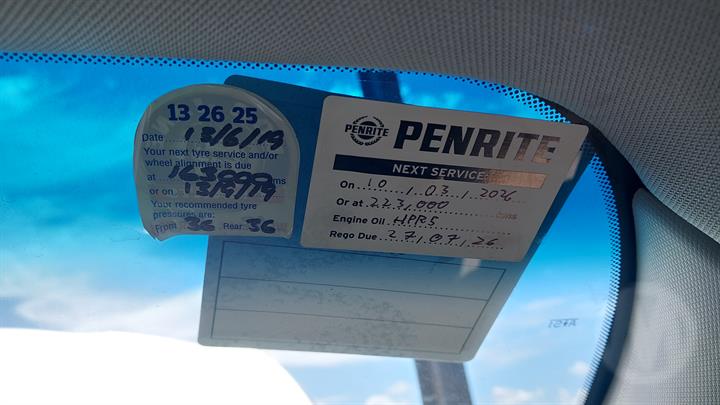 13 26 25
Date 13/6/19
Your next tyre service and/or
wheel alignment is due
at 163000 kms
or on 13/9/19
Your recommended tyre
pressures are:
Front 36 Rear 36
PENRITE
PENRITE
NEXT SERVICE:
On 10/03/2026
Or at 223,000 kms
Engine Oil HPR5
Rego Due 27/07/26